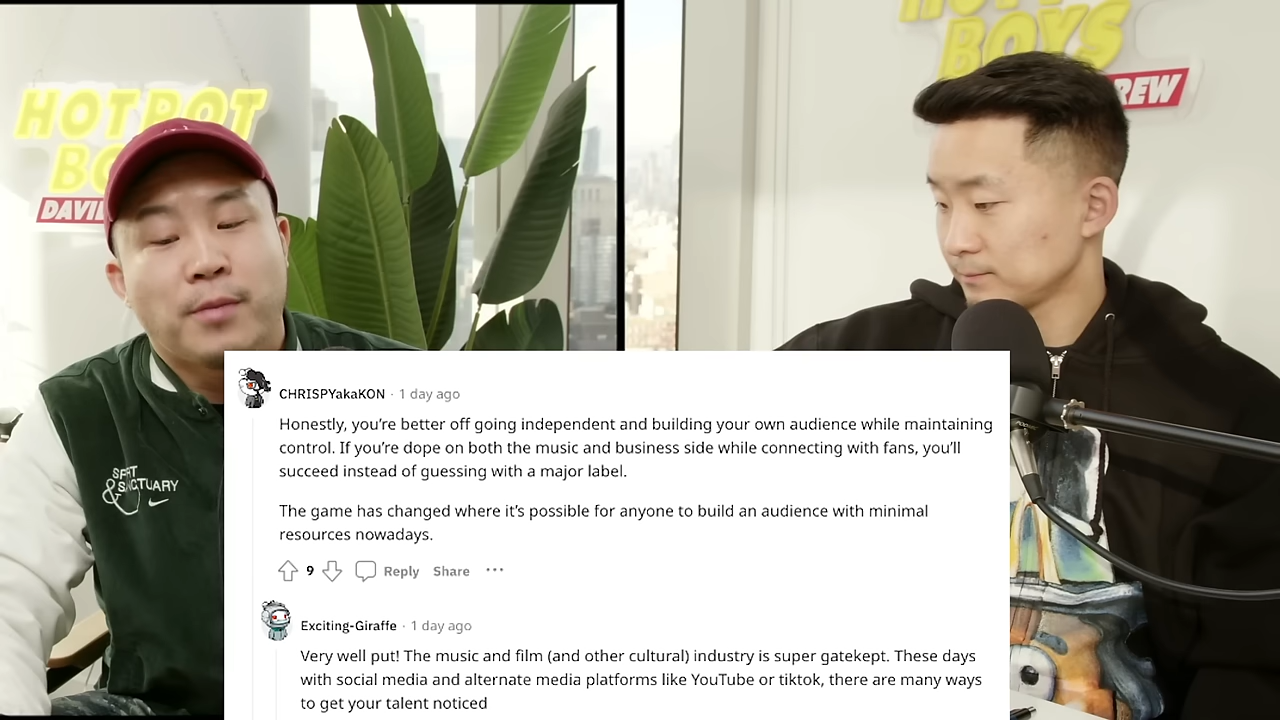 HOTPOT
BO
DAVI
HOT
BOYS
REW
SP
&SANCTUARY
CHRISPYakaKON · 1 day ago
Honestly, you're better off going independent and building your own audience while maintaining
control. If you're dope on both the music and business side while connecting with fans, you'll
succeed instead of guessing with a major label.
The game has changed where it's possible for anyone to build an audience with minimal
resources nowadays.
9 Reply Share ···
Exciting-Giraffe · 1 day ago
Very well put! The music and film (and other cultural) industry is super gatekept. These days
with social media and alternate media platforms like YouTube or tiktok, there are many ways
to get your talent noticed